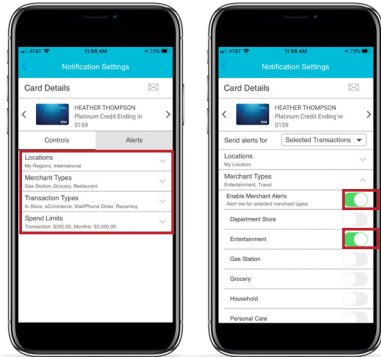 AT&T 11:56 AM 73%
Notification Settings
Card Details
HEATHER THOMPSON
Platinum Credit Ending in
0159
Controls Alerts
Locations
My Regions, International
Merchant Types
Gas Station, Grocery, Restaurant
Transaction Types
In Store, eCommerce, Mail/Phone Order, Recurring
Spend Limits
Transaction: $300.00, Monthly: $2,000.00
AT&T 11:56 AM 73%
Notification Settings
Card Details
HEATHER THOMPSON
Platinum Credit Ending in
0159
Send alerts for Selected Transactions
Locations
My Location
Merchant Types
Entertainment, Travel
Enable Merchant Alerts
Alert me for selected merchant types.
Department Store
Entertainment
Gas Station
Grocery
Household
Personal Care